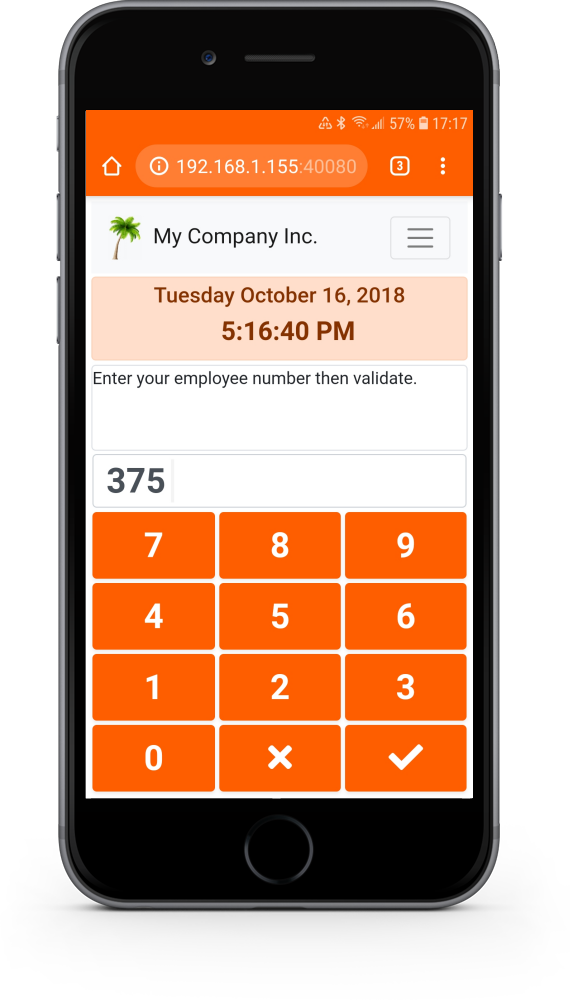 57% 17:17
192.168.1.155:40080 3
My Company Inc.
Tuesday October 16, 2018
5:16:40 PM
Enter your employee number then validate.
375
7 8 9
4 5 6
1 2 3
0